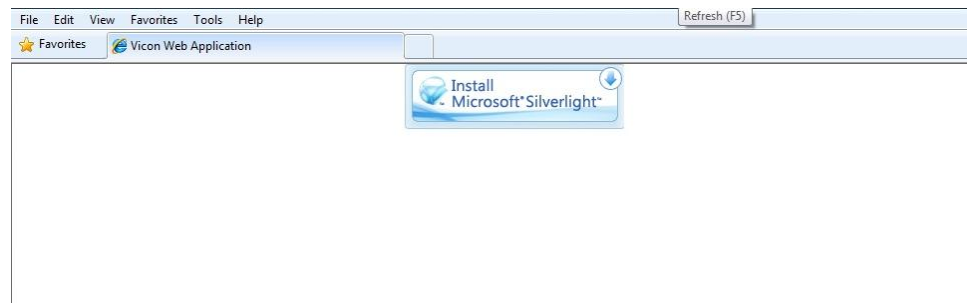 File Edit View Favorites Tools Help
Refresh (F5)
Favorites
Vicon Web Application
Install
Microsoft® Silverlight™